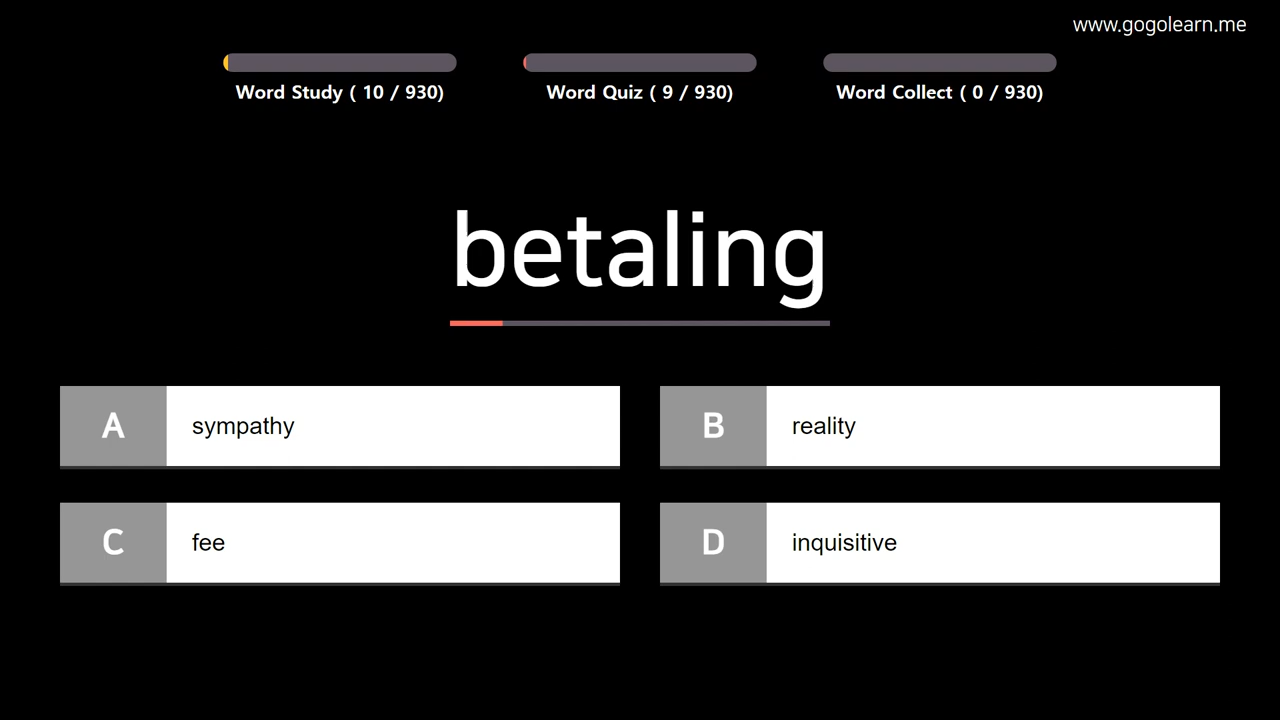 www.gogolearn.me
Word Study ( 10 / 930)
Word Quiz ( 9 / 930)
Word Collect ( 0 / 930)
betaling
A sympathy
B reality
C fee
D inquisitive